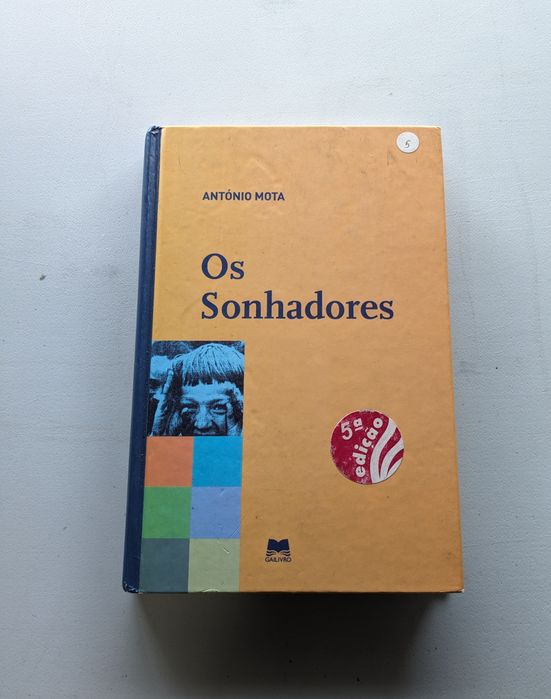 5
ANTÓNIO MOTA
Os
Sonhadores
5ª
edição
GAILIVRO